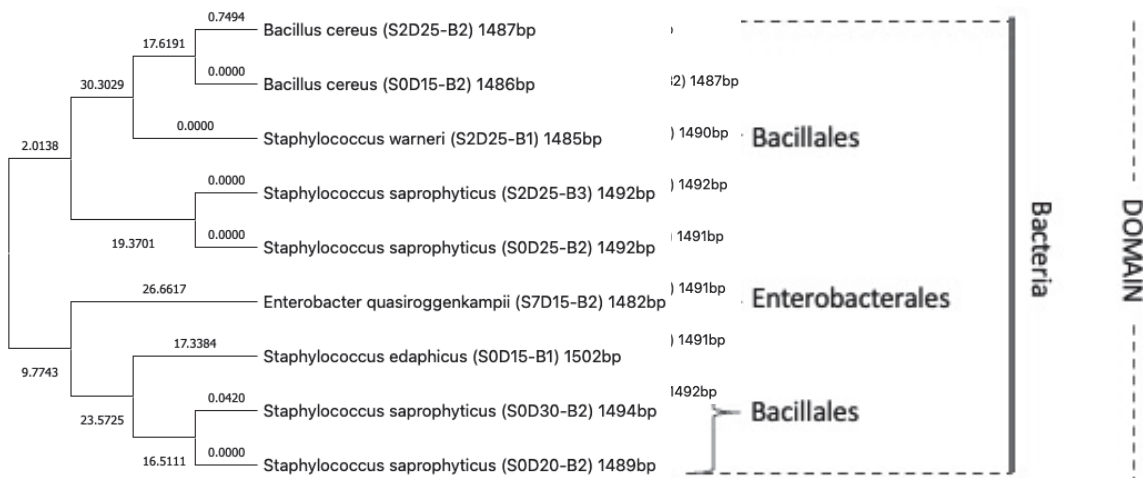 0.7494
Bacillus cereus (S2D25-B2) 1487bp
17.6191
0.0000
Bacillus cereus (S0D15-B2) 1486bp
) 1487bp
30.3029
0.0000
Staphylococcus warneri (S2D25-B1) 1485bp
) 1490bp
Bacillales
2.0138
0.0000
Staphylococcus saprophyticus (S2D25-B3) 1492bp
) 1492bp
19.3701
0.0000
Staphylococcus saprophyticus (S0D25-B2) 1492bp
) 1491bp
26.6617
Enterobacter quasiroggenkampii (S7D15-B2) 1482bp
) 1491bp
Enterobacterales
17.3384
Staphylococcus edaphicus (S0D15-B1) 1502bp
) 1491bp
9.7743
23.5725
0.0420
Staphylococcus saprophyticus (S0D30-B2) 1494bp
1492bp
Bacillales
16.5111
0.0000
Staphylococcus saprophyticus (S0D20-B2) 1489bp
Bacteria
DOMAIN